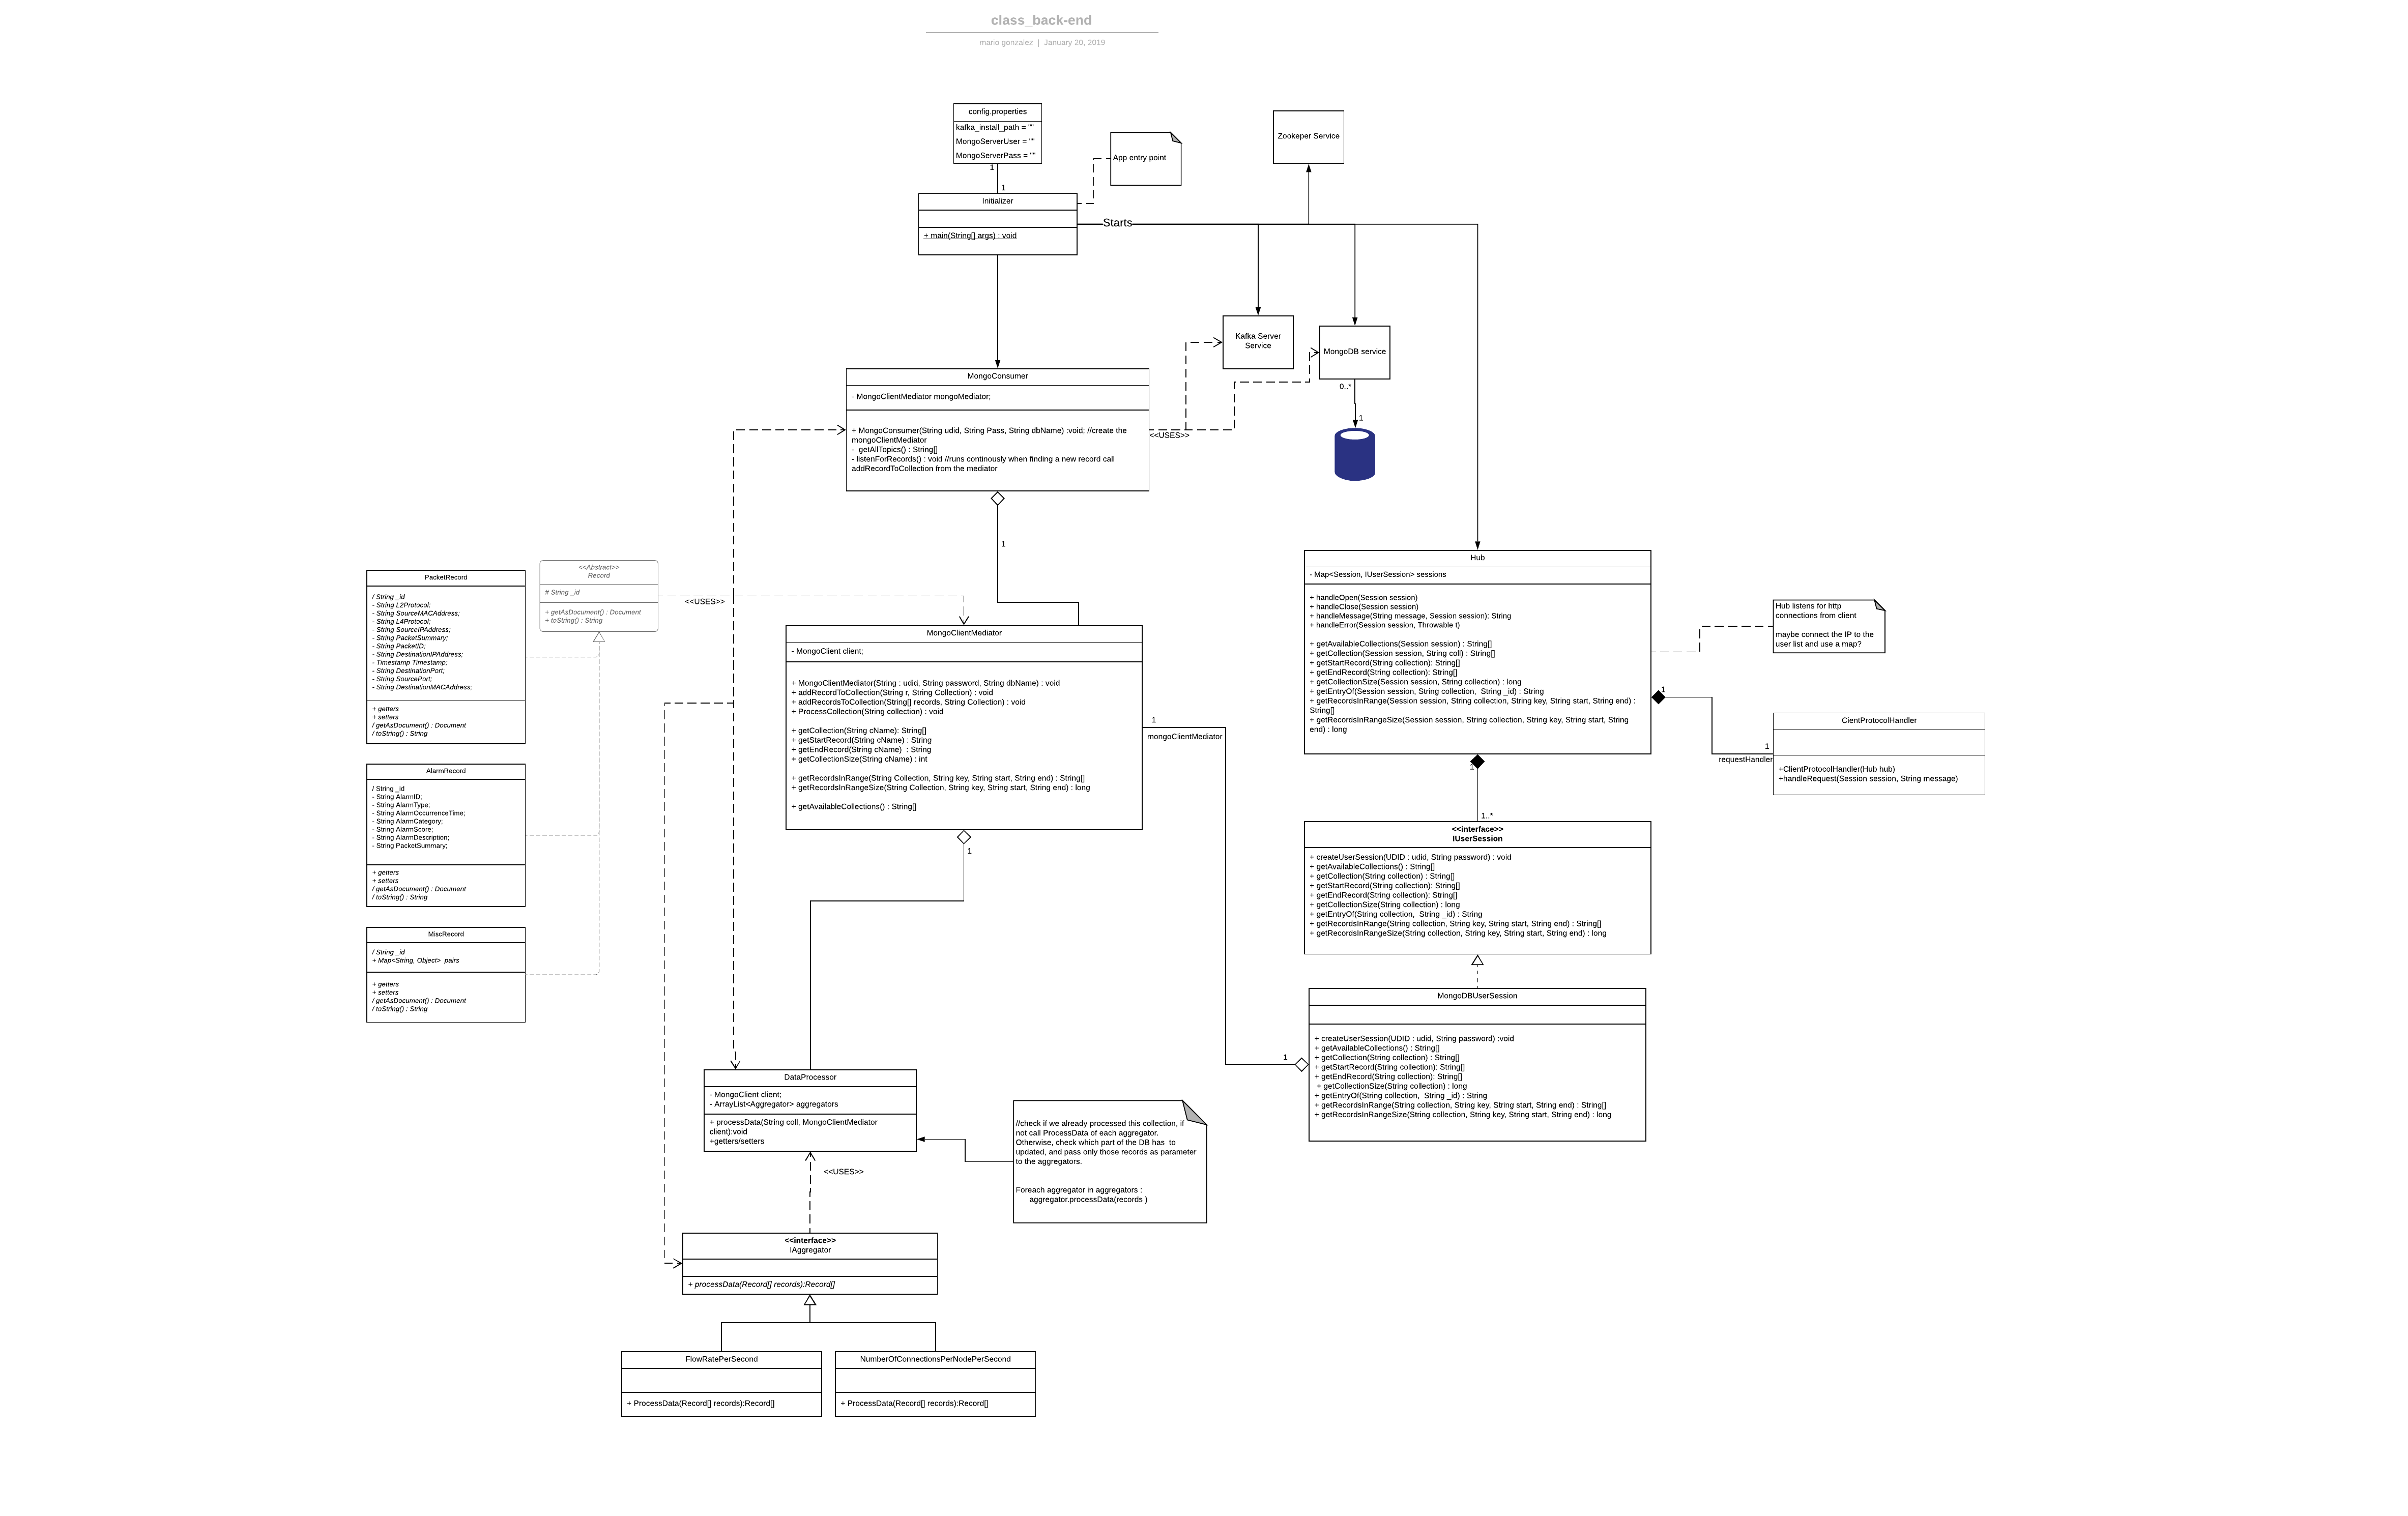 class_back-end
mario gonzalez | January 20, 2019
config.properties
kafka_install_path = ""
MongoServerUser = ""
MongoServerPass = ""
1
1
App entry point
Zookeper Service
Initializer
+ main(String[] args) : void
Starts
Kafka Server
Service
MongoDB service
0..*
1
MongoConsumer
- MongoClientMediator mongoMediator;
+ MongoConsumer(String udid, String Pass, String dbName) :void; //create the
mongoClientMediator
- getAllTopics() : String[]
- listenForRecords() : void //runs continously when finding a new record call
addRecordToCollection from the mediator
<<USES>>
1
PacketRecord
/ String _id
- String L2Protocol;
- String SourceMACAddress;
- String L4Protocol;
- String SourceIPAddress;
- String PacketSummary;
- String PacketID;
- String DestinationIPAddress;
- Timestamp Timestamp;
- String DestinationPort;
- String SourcePort;
- String DestinationMACAddress;
+ getters
+ setters
/ getAsDocument() : Document
/ toString() : String
<<Abstract>>
Record
# String _id
+ getAsDocument() : Document
+ toString() : String
<<USES>>
AlarmRecord
/ String _id
- String AlarmID;
- String AlarmType;
- String AlarmOccurrenceTime;
- String AlarmCategory;
- String AlarmScore;
- String AlarmDescription;
- String PacketSummary;
+ getters
+ setters
/ getAsDocument() : Document
/ toString() : String
MiscRecord
/ String _id
+ Map<String, Object> pairs
+ getters
+ setters
/ getAsDocument() : Document
/ toString() : String
MongoClientMediator
- MongoClient client;
+ MongoClientMediator(String : udid, String password, String dbName) : void
+ addRecordToCollection(String r, String Collection) : void
+ addRecordsToCollection(String[] records, String Collection) : void
+ ProcessCollection(String collection) : void
+ getCollection(String cName): String[]
+ getStartRecord(String cName) : String
+ getEndRecord(String cName) : String
+ getCollectionSize(String cName) : int
+ getRecordsInRange(String Collection, String key, String start, String end) : String[]
+ getRecordsInRangeSize(String Collection, String key, String start, String end) : long
+ getAvailableCollections() : String[]
1
mongoClientMediator
1
Hub
- Map<Session, IUserSession> sessions
+ handleOpen(Session session)
+ handleClose(Session session)
+ handleMessage(String message, Session session): String
+ handleError(Session session, Throwable t)
+ getAvailableCollections(Session session) : String[]
+ getCollection(Session session, String coll) : String[]
+ getStartRecord(String collection): String[]
+ getEndRecord(String collection): String[]
+ getCollectionSize(Session session, String collection) : long
+ getEntryOf(Session session, String collection, String _id) : String
+ getRecordsInRange(Session session, String collection, String key, String start, String end) :
String[]
+ getRecordsInRangeSize(Session session, String collection, String key, String start, String
end) : long
Hub listens for http
connections from client
maybe connect the IP to the
user list and use a map?
1
1
requestHandler
CientProtocolHandler
+ClientProtocolHandler(Hub hub)
+handleRequest(Session session, String message)
1
1..*
<<interface>>
IUserSession
+ createUserSession(UDID : udid, String password) : void
+ getAvailableCollections() : String[]
+ getCollection(String collection) : String[]
+ getStartRecord(String collection): String[]
+ getEndRecord(String collection): String[]
+ getCollectionSize(String collection) : long
+ getEntryOf(String collection, String _id) : String
+ getRecordsInRange(String collection, String key, String start, String end) : String[]
+ getRecordsInRangeSize(String collection, String key, String start, String end) : long
MongoDBUserSession
+ createUserSession(UDID : udid, String password) :void
+ getAvailableCollections() : String[]
+ getCollection(String collection) : String[]
+ getStartRecord(String collection): String[]
+ getEndRecord(String collection): String[]
+ getCollectionSize(String collection) : long
+ getEntryOf(String collection, String _id) : String
+ getRecordsInRange(String collection, String key, String start, String end) : String[]
+ getRecordsInRangeSize(String collection, String key, String start, String end) : long
1
DataProcessor
- MongoClient client;
- ArrayList<Aggregator> aggregators
+ processData(String coll, MongoClientMediator
client):void
+getters/setters
<<USES>>
//check if we already processed this collection, if
not call ProcessData of each aggregator.
Otherwise, check which part of the DB has to
updated, and pass only those records as parameter
to the aggregators.
Foreach aggregator in aggregators :
aggregator.processData(records )
<<interface>>
IAggregator
+ processData(Record[] records):Record[]
FlowRatePerSecond
+ ProcessData(Record[] records):Record[]
NumberOfConnectionsPerNodePerSecond
+ ProcessData(Record[] records):Record[]